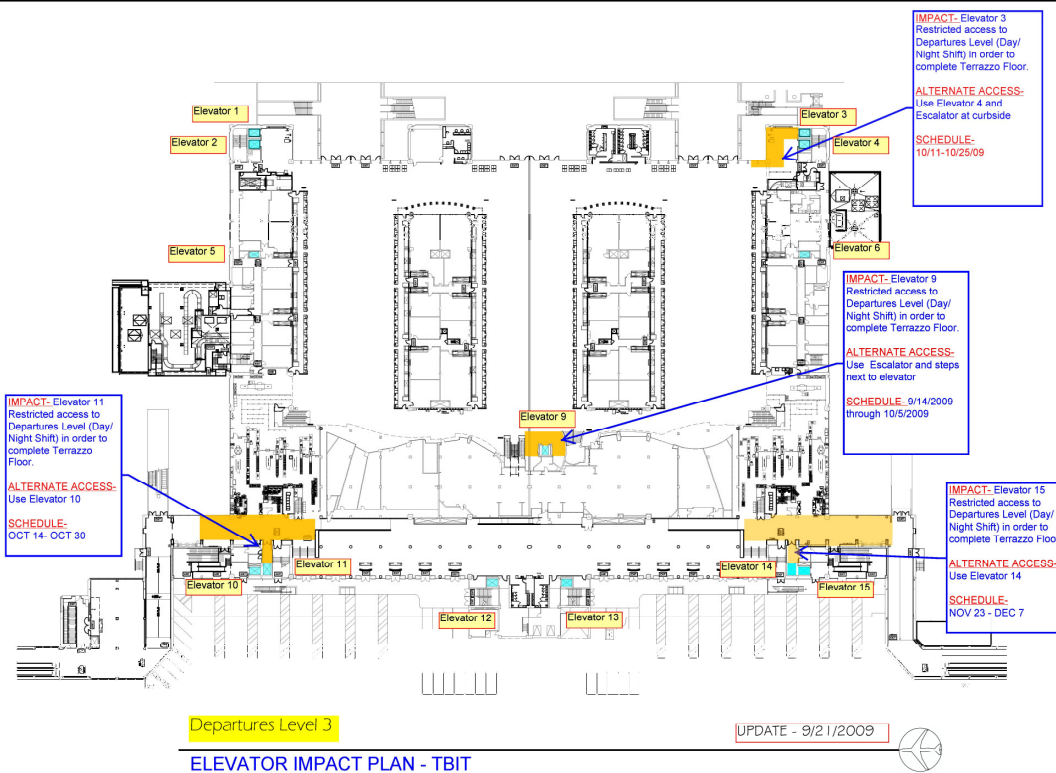 IMPACT- Elevator 3
Restricted access to
Departures Level (Day/
Night Shift) in order to
complete Terrazzo Floor.
ALTERNATE ACCESS-
Use Elevator 4 and
Escalator at curbside
SCHEDULE-
10/11-10/25/09
Elevator 1
Elevator 2
Elevator 3
Elevator 4
Elevator 5
Elevator 6
IMPACT- Elevator 9
Restricted access to
Departures Level (Day/
Night Shift) in order to
complete Terrazzo Floor.
ALTERNATE ACCESS-
Use Escalator and steps
next to elevator
SCHEDULE 9/14/2009
through 10/5/2009
Elevator 9
IMPACT- Elevator 11
Restricted access to
Departures Level (Day/
Night Shift) in order to
complete Terrazzo
Floor.
ALTERNATE ACCESS-
Use Elevator 10
SCHEDULE-
OCT 14- OCT 30
IMPACT- Elevator 15
Restricted access to
Departures Level (Day/
Night Shift) in order to
complete Terrazzo Floo
ALTERNATE ACCESS-
Use Elevator 14
SCHEDULE-
NOV 23 - DEC 7
Elevator 11
Elevator 14
Elevator 10
Elevator 15
Elevator 12
Elevator 13
Departures Level 3
UPDATE - 9/21/2009
ELEVATOR IMPACT PLAN - TBIT